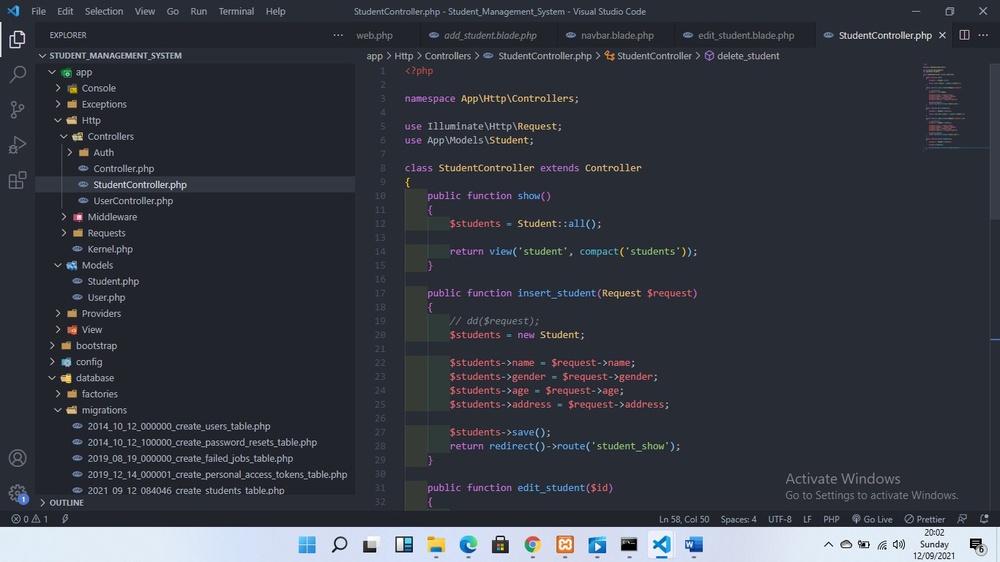 File Edit Selection View Go Run Terminal Help StudentController.php - Student_Management_System - Visual Studio Code
EXPLORER
web.php add_student.blade.php navbar.blade.php edit_student.blade.php StudentController.php
STUDENT_MANAGEMENT_SYSTEM
app
Console
Exceptions
Http
Controllers
Auth
Controller.php
StudentController.php
UserController.php
Middleware
Requests
Kernel.php
Models
Student.php
User.php
Providers
View
bootstrap
config
database
factories
migrations
2014_10_12_000000_create_users_table.php
2014_10_12_100000_create_password_resets_table.php
2019_08_19_000000_create_failed_jobs_table.php
2019_12_14_000001_create_personal_access_tokens_table.php
2021_09_12_084046_create_students_table.php
OUTLINE
app > Http > Controllers > StudentController.php > StudentController > delete_student
1 <?php
2
3 namespace App\Http\Controllers;
4
5 use Illuminate\Http\Request;
6 use App\Models\Student;
7
8 class StudentController extends Controller
9 {
10 public function show()
11 {
12 $students = Student::all();
13
14 return view('student', compact('students'));
15 }
16
17 public function insert_student(Request $request)
18 {
19 // dd($request);
20 $students = new Student;
21
22 $students->name = $request->name;
23 $students->gender = $request->gender;
24 $students->age = $request->age;
25 $students->address = $request->address;
26
27 $students->save();
28 return redirect()->route('student_show');
29 }
30
31 public function edit_student($id)
32 {
Activate Windows
Go to Settings to activate Windows.
1
0 1 Ln 58, Col 50 Spaces: 4 UTF-8 LF PHP Go Live Prettier
20:02
Sunday
12/09/2021
6